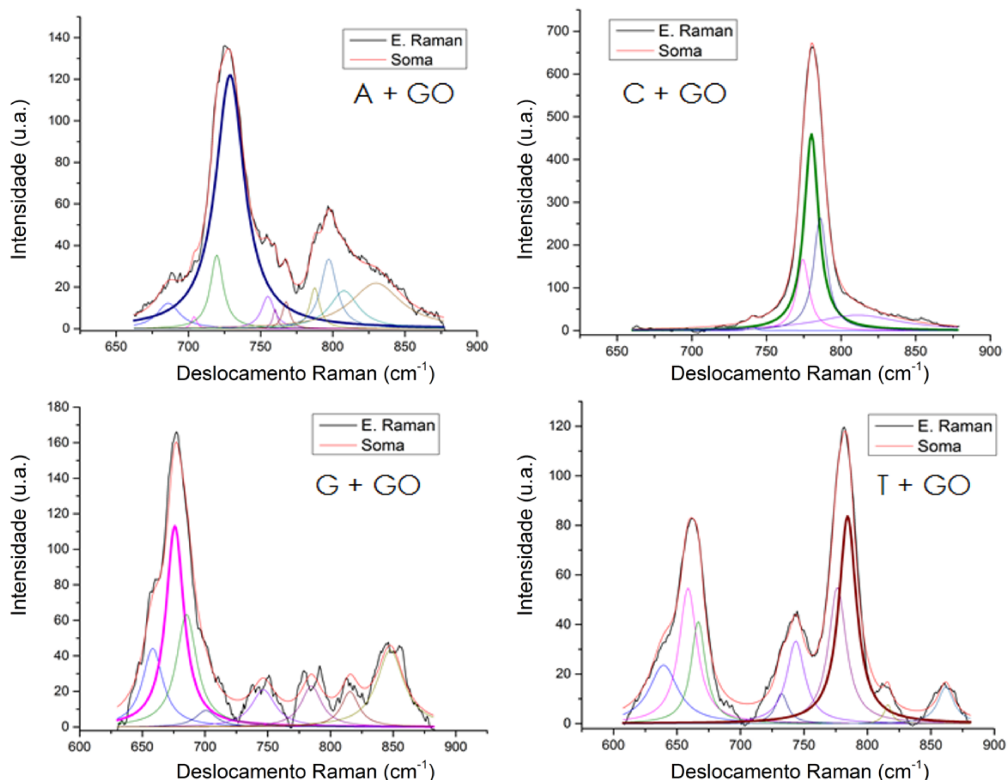 E. Raman
Soma
A + GO
Intensidade (u.a.)
140
120
100
80
60
40
20
0
650 700 750 800 850 900
Deslocamento Raman (cm⁻¹)
E. Raman
Soma
C + GO
Intensidade (u.a.)
700
600
500
400
300
200
100
0
650 700 750 800 850 900
Deslocamento Raman (cm⁻¹)
E. Raman
Soma
G + GO
Intensidade (u.a.)
180
160
140
120
100
80
60
40
20
0
600 650 700 750 800 850 900
Deslocamento Raman (cm⁻¹)
E. Raman
Soma
T + GO
Intensidade (u.a.)
120
100
80
60
40
20
0
600 650 700 750 800 850 900
Deslocamento Raman (cm⁻¹)